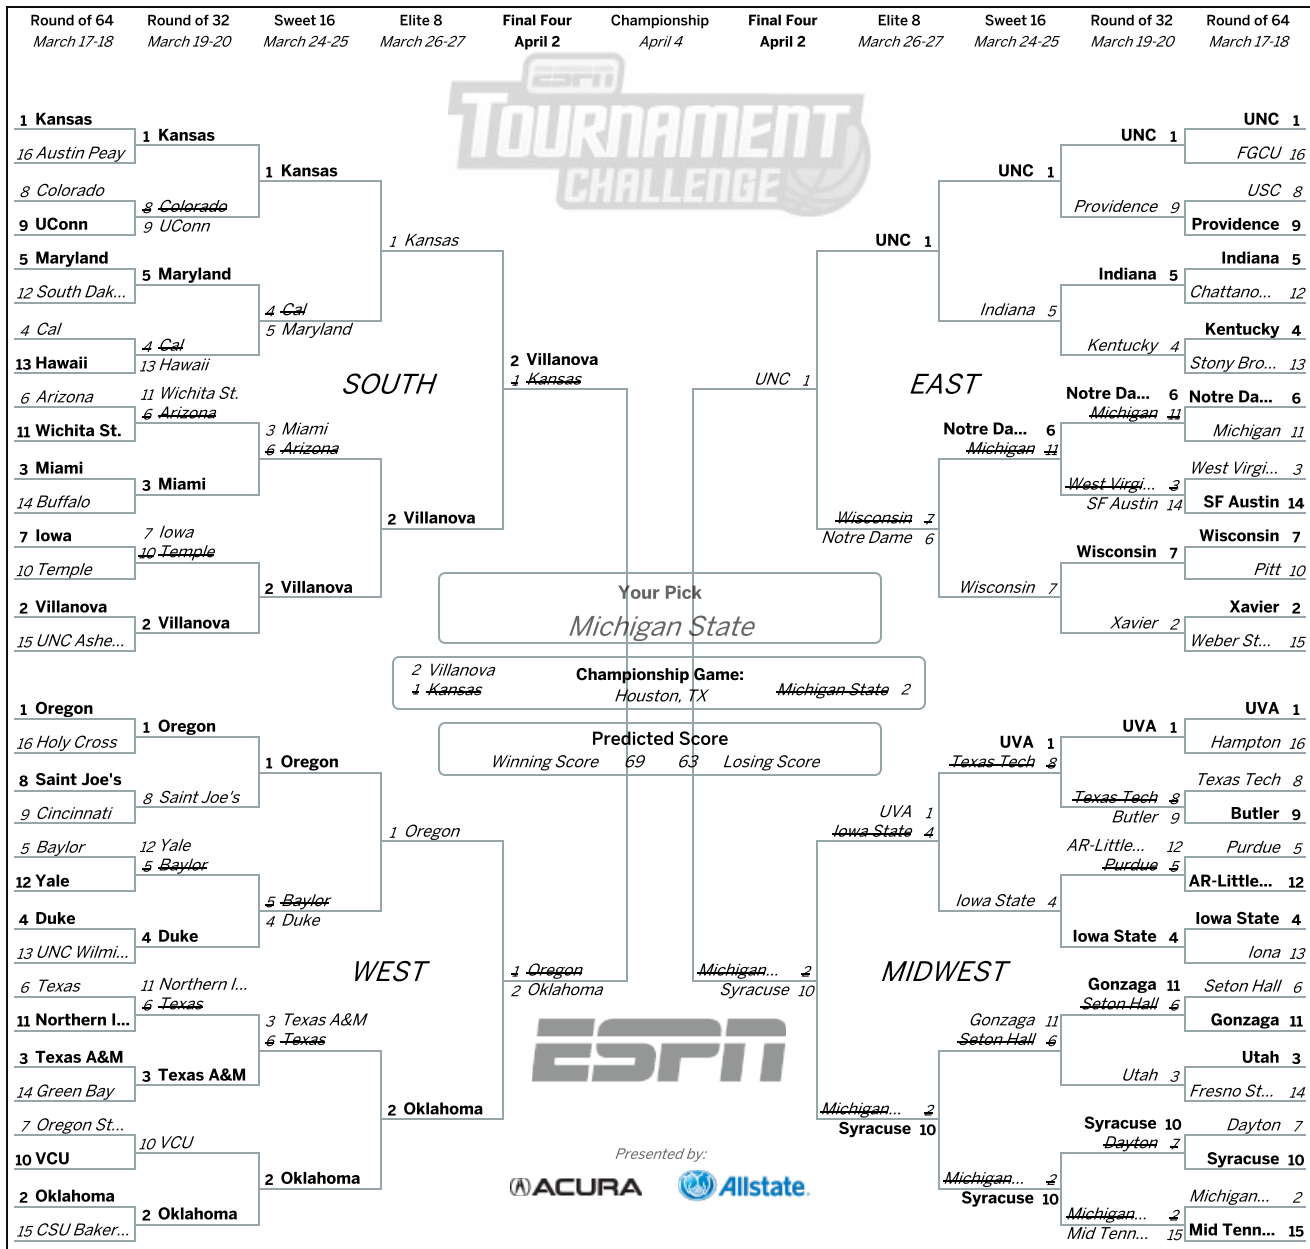 Round of 64 Round of 32 Sweet 16 Elite 8 Final Four Championship Final Four Elite 8 Sweet 16 Round of 32 Round of 64
March 17-18 March 19-20 March 24-25 March 26-27 April 2 April 4 April 2 March 26-27 March 24-25 March 19-20 March 17-18
ESPN
TOURNAMENT
CHALLENGE
1 Kansas
16 Austin Peay
8 Colorado
9 UConn
5 Maryland
12 South Dak...
4 Cal
13 Hawaii
6 Arizona
11 Wichita St.
3 Miami
14 Buffalo
7 Iowa
10 Temple
2 Villanova
15 UNC Ashe...
1 Kansas
8 Colorado
9 UConn
5 Maryland
4 Cal
13 Hawaii
11 Wichita St.
6 Arizona
3 Miami
7 Iowa
10 Temple
2 Villanova
1 Kansas
4 Cal
5 Maryland
3 Miami
6 Arizona
2 Villanova
1 Kansas
2 Villanova
2 Villanova
1 Kansas
SOUTH
1 Oregon
16 Holy Cross
8 Saint Joe's
9 Cincinnati
5 Baylor
12 Yale
4 Duke
13 UNC Wilmi...
6 Texas
11 Northern I...
3 Texas A&M
14 Green Bay
7 Oregon St...
10 VCU
2 Oklahoma
15 CSU Baker...
1 Oregon
8 Saint Joe's
12 Yale
5 Baylor
4 Duke
11 Northern I...
6 Texas
3 Texas A&M
10 VCU
2 Oklahoma
1 Oregon
5 Baylor
4 Duke
3 Texas A&M
6 Texas
2 Oklahoma
1 Oregon
2 Oklahoma
1 Oregon
2 Oklahoma
WEST
Your Pick
Michigan State
2 Villanova
1 Kansas
Championship Game:
Houston, TX
Michigan State 2
Predicted Score
Winning Score 69 63 Losing Score
UNC 1
FGCU 16
USC 8
Providence 9
Indiana 5
Chattano... 12
Kentucky 4
Stony Bro... 13
Notre Da... 6
Michigan 11
West Virgi... 3
SF Austin 14
Wisconsin 7
Pitt 10
Xavier 2
Weber St... 15
UNC 1
Providence 9
Indiana 5
Kentucky 4
Notre Da... 6
Michigan 11
West Virgi... 3
SF Austin 14
Wisconsin 7
Xavier 2
UNC 1
Indiana 5
Notre Da... 6
Michigan 11
Wisconsin 7
UNC 1
Wisconsin 7
Notre Dame 6
UNC 1
EAST
UVA 1
Hampton 16
Texas Tech 8
Butler 9
Purdue 5
AR-Little... 12
Iowa State 4
Iona 13
Seton Hall 6
Gonzaga 11
Utah 3
Fresno St... 14
Dayton 7
Syracuse 10
Michigan... 2
Mid Tenn... 15
UVA 1
Texas Tech 8
Butler 9
AR-Little... 12
Purdue 5
Iowa State 4
Gonzaga 11
Seton Hall 6
Utah 3
Syracuse 10
Dayton 7
Michigan... 2
Mid Tenn... 15
UVA 1
Texas Tech 8
Iowa State 4
Gonzaga 11
Seton Hall 6
Michigan... 2
Syracuse 10
UVA 1
Iowa State 4
Michigan... 2
Syracuse 10
Michigan... 2
Syracuse 10
MIDWEST
ESPN
Presented by:
ACURA Allstate.